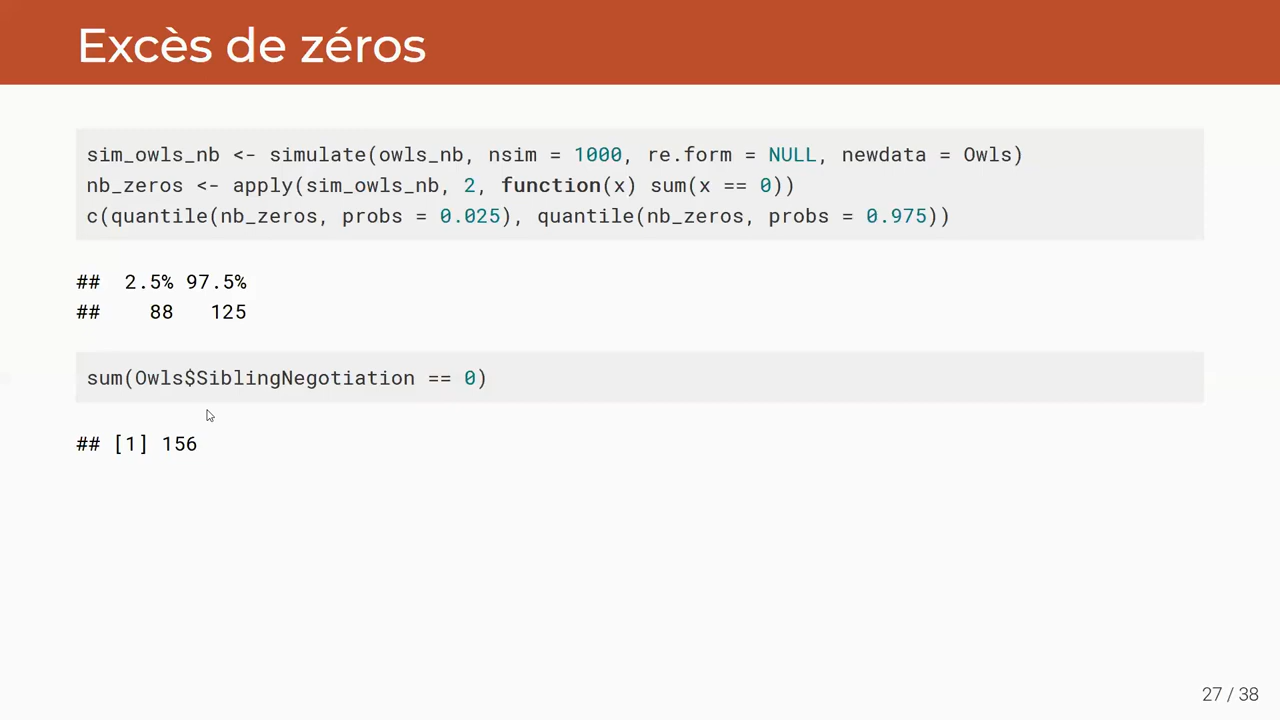 Excès de zéros
sim_owls_nb <- simulate(owls_nb, nsim = 1000, re.form = NULL, newdata = Owls)
nb_zeros <- apply(sim_owls_nb, 2, function(x) sum(x == 0))
c(quantile(nb_zeros, probs = 0.025), quantile(nb_zeros, probs = 0.975))
##  2.5% 97.5%
##    88   125
sum(Owls$SiblingNegotiation == 0)
## [1] 156
27 / 38